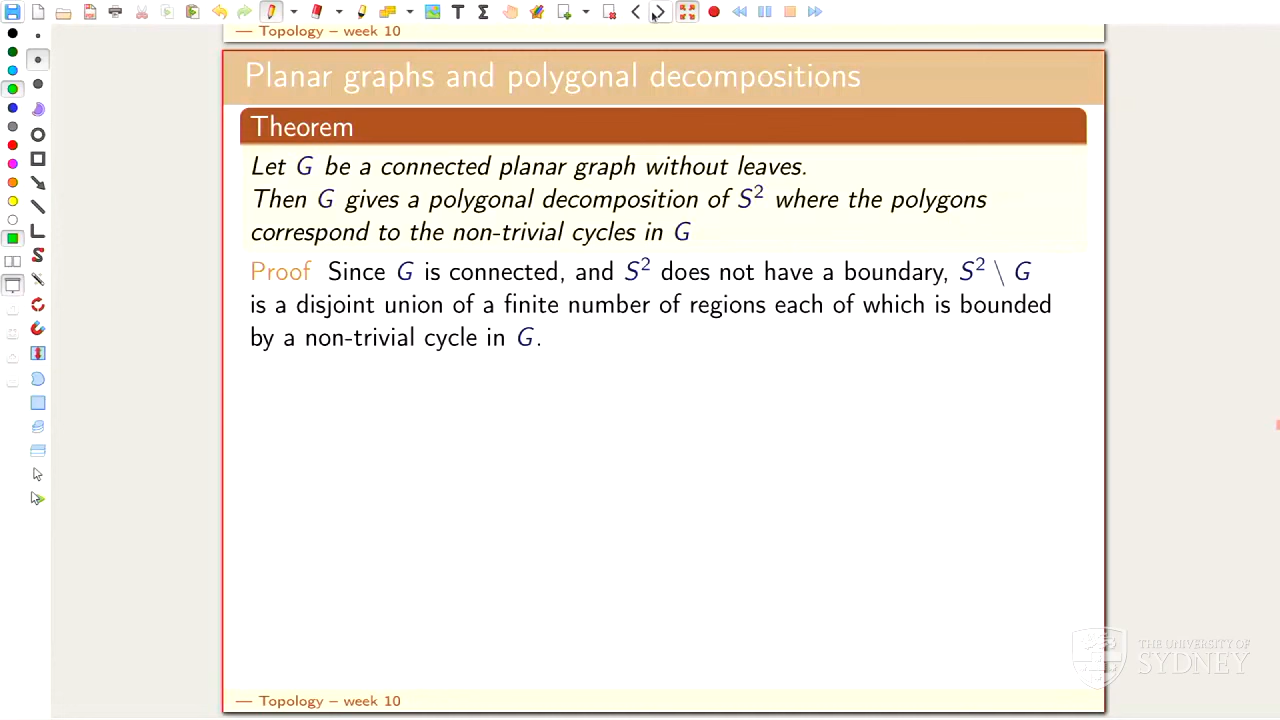 — Topology – week 10
Planar graphs and polygonal decompositions
Theorem
Let G be a connected planar graph without leaves.
Then G gives a polygonal decomposition of S² where the polygons
correspond to the non-trivial cycles in G
Proof Since G is connected, and S² does not have a boundary, S² \ G
is a disjoint union of a finite number of regions each of which is bounded
by a non-trivial cycle in G.
THE UNIVERSITY OF
SYDNEY
— Topology – week 10